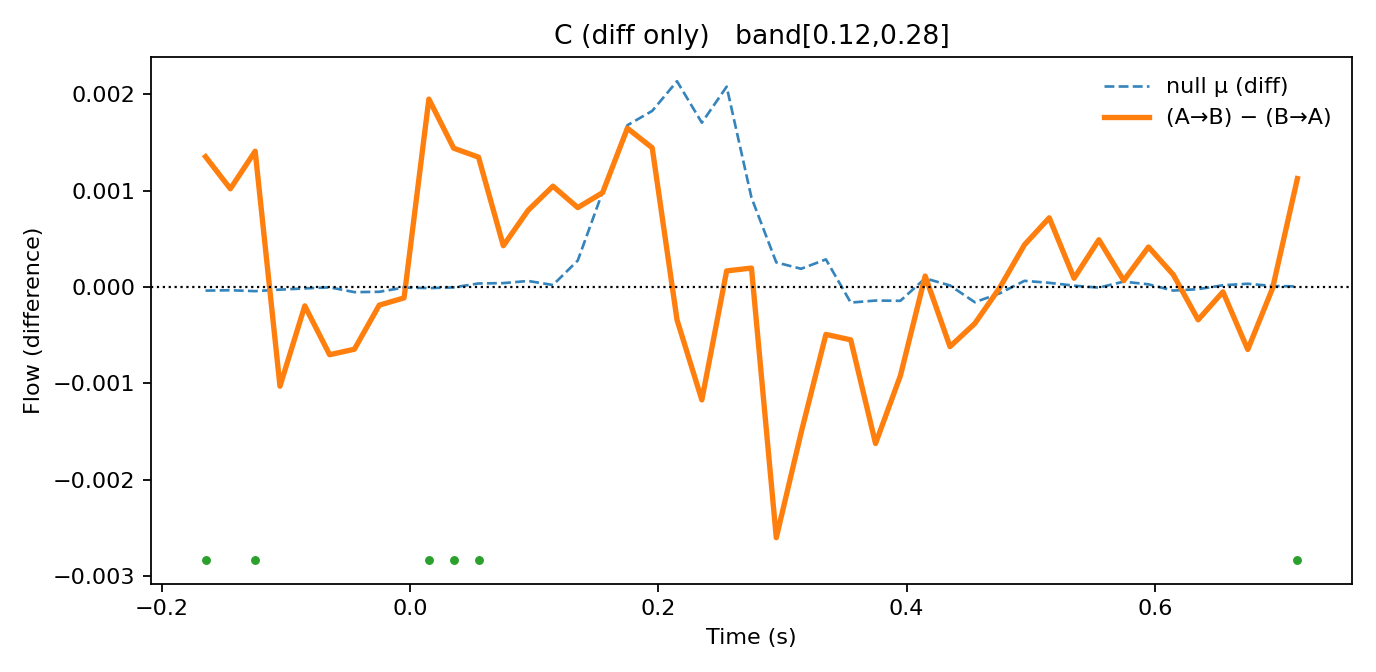 C (diff only)   band[0.12,0.28]
null μ (diff)
(A→B) − (B→A)
Flow (difference)
0.002
0.001
0.000
−0.001
−0.002
−0.003
−0.2
0.0
0.2
0.4
0.6
Time (s)